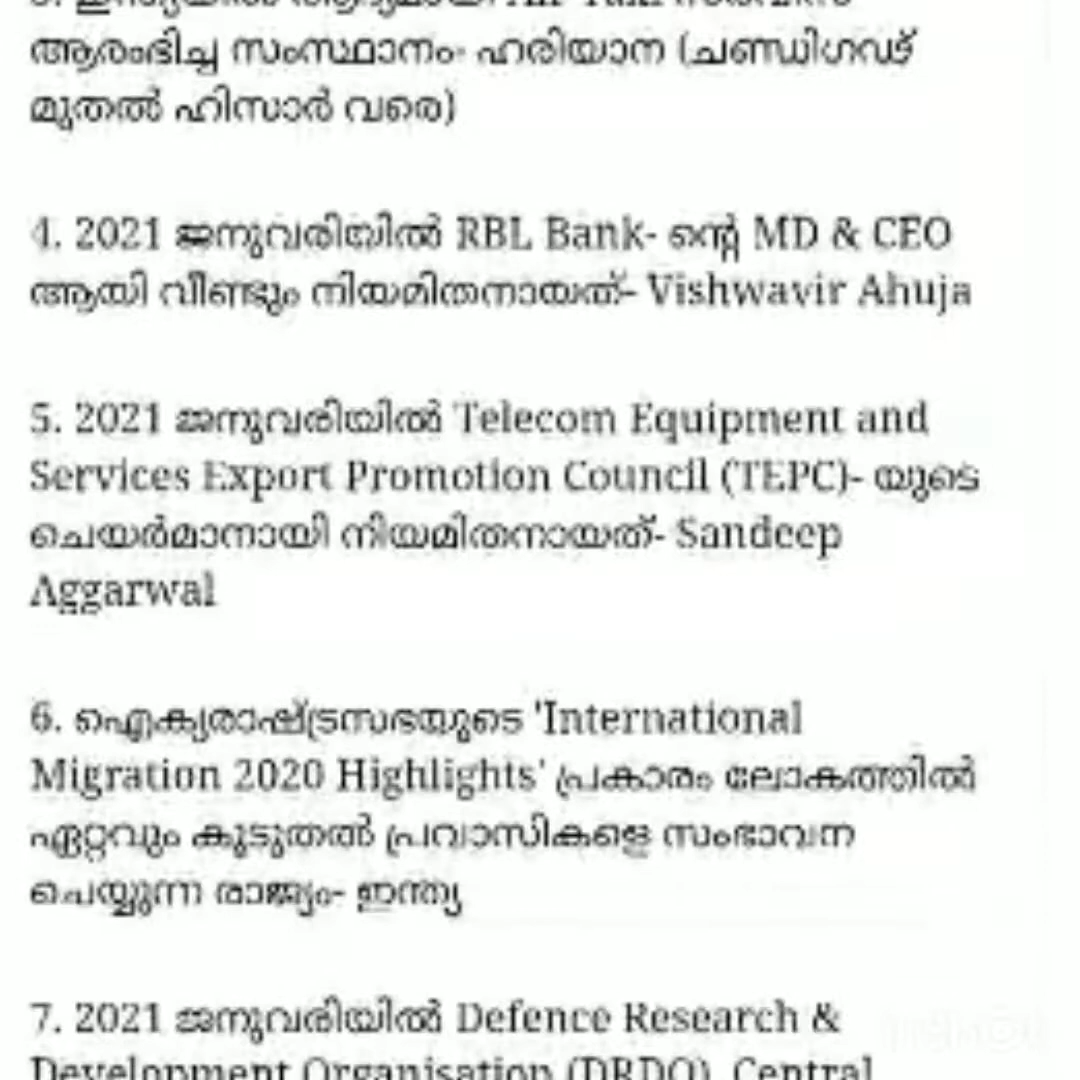 ആരംഭിച്ച സംസ്ഥാനം- ഹരിയാന (ചണ്ഡിഗഢ്
മുതൽ ഹിസാർ വരെ)
4. 2021 ജനുവരിയിൽ RBL Bank- ന്റെ MD & CEO
ആയി വീണ്ടും നിയമിതനായത്- Vishwavir Ahuja
5. 2021 ജനുവരിയിൽ Telecom Equipment and
Services Export Promotion Council (TEPC)- യുടെ
ചെയർമാനായി നിയമിതനായത്- Sandeep
Aggarwal
6. ഐക്യരാഷ്ട്രസഭയുടെ 'International
Migration 2020 Highlights' പ്രകാരം ലോകത്തിൽ
ഏറ്റവും കൂടുതൽ പ്രവാസികളെ സംഭാവന
ചെയ്യുന്ന രാജ്യം- ഇന്ത്യ
7. 2021 ജനുവരിയിൽ Defence Research &
Development Organisation (DRDO), Central